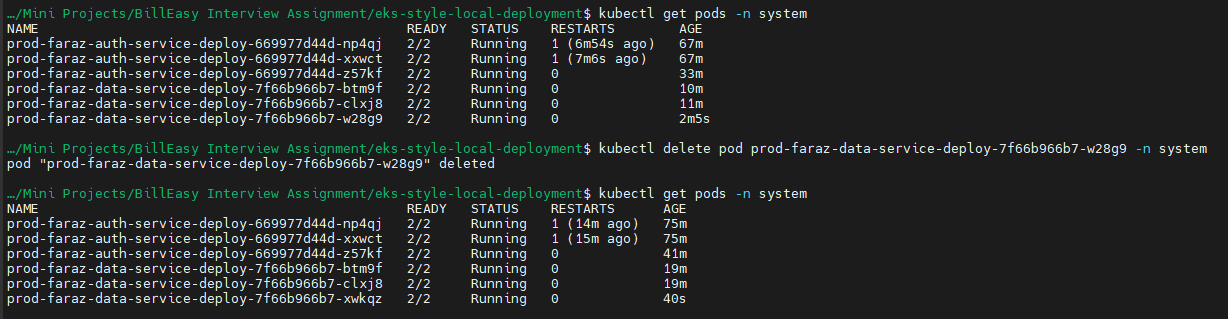 …/Mini Projects/BillEasy Interview Assignment/eks-style-local-deployment$ kubectl get pods -n system
NAME READY STATUS RESTARTS AGE
prod-faraz-auth-service-deploy-669977d44d-np4qj 2/2 Running 1 (6m54s ago) 67m
prod-faraz-auth-service-deploy-669977d44d-xxwct 2/2 Running 1 (7m6s ago) 67m
prod-faraz-auth-service-deploy-669977d44d-z57kf 2/2 Running 0 33m
prod-faraz-data-service-deploy-7f66b966b7-btm9f 2/2 Running 0 10m
prod-faraz-data-service-deploy-7f66b966b7-clxj8 2/2 Running 0 11m
prod-faraz-data-service-deploy-7f66b966b7-w28g9 2/2 Running 0 2m5s
…/Mini Projects/BillEasy Interview Assignment/eks-style-local-deployment$ kubectl delete pod prod-faraz-data-service-deploy-7f66b966b7-w28g9 -n system
pod "prod-faraz-data-service-deploy-7f66b966b7-w28g9" deleted
…/Mini Projects/BillEasy Interview Assignment/eks-style-local-deployment$ kubectl get pods -n system
NAME READY STATUS RESTARTS AGE
prod-faraz-auth-service-deploy-669977d44d-np4qj 2/2 Running 1 (14m ago) 75m
prod-faraz-auth-service-deploy-669977d44d-xxwct 2/2 Running 1 (15m ago) 75m
prod-faraz-auth-service-deploy-669977d44d-z57kf 2/2 Running 0 41m
prod-faraz-data-service-deploy-7f66b966b7-btm9f 2/2 Running 0 19m
prod-faraz-data-service-deploy-7f66b966b7-clxj8 2/2 Running 0 19m
prod-faraz-data-service-deploy-7f66b966b7-xwkqz 2/2 Running 0 40s